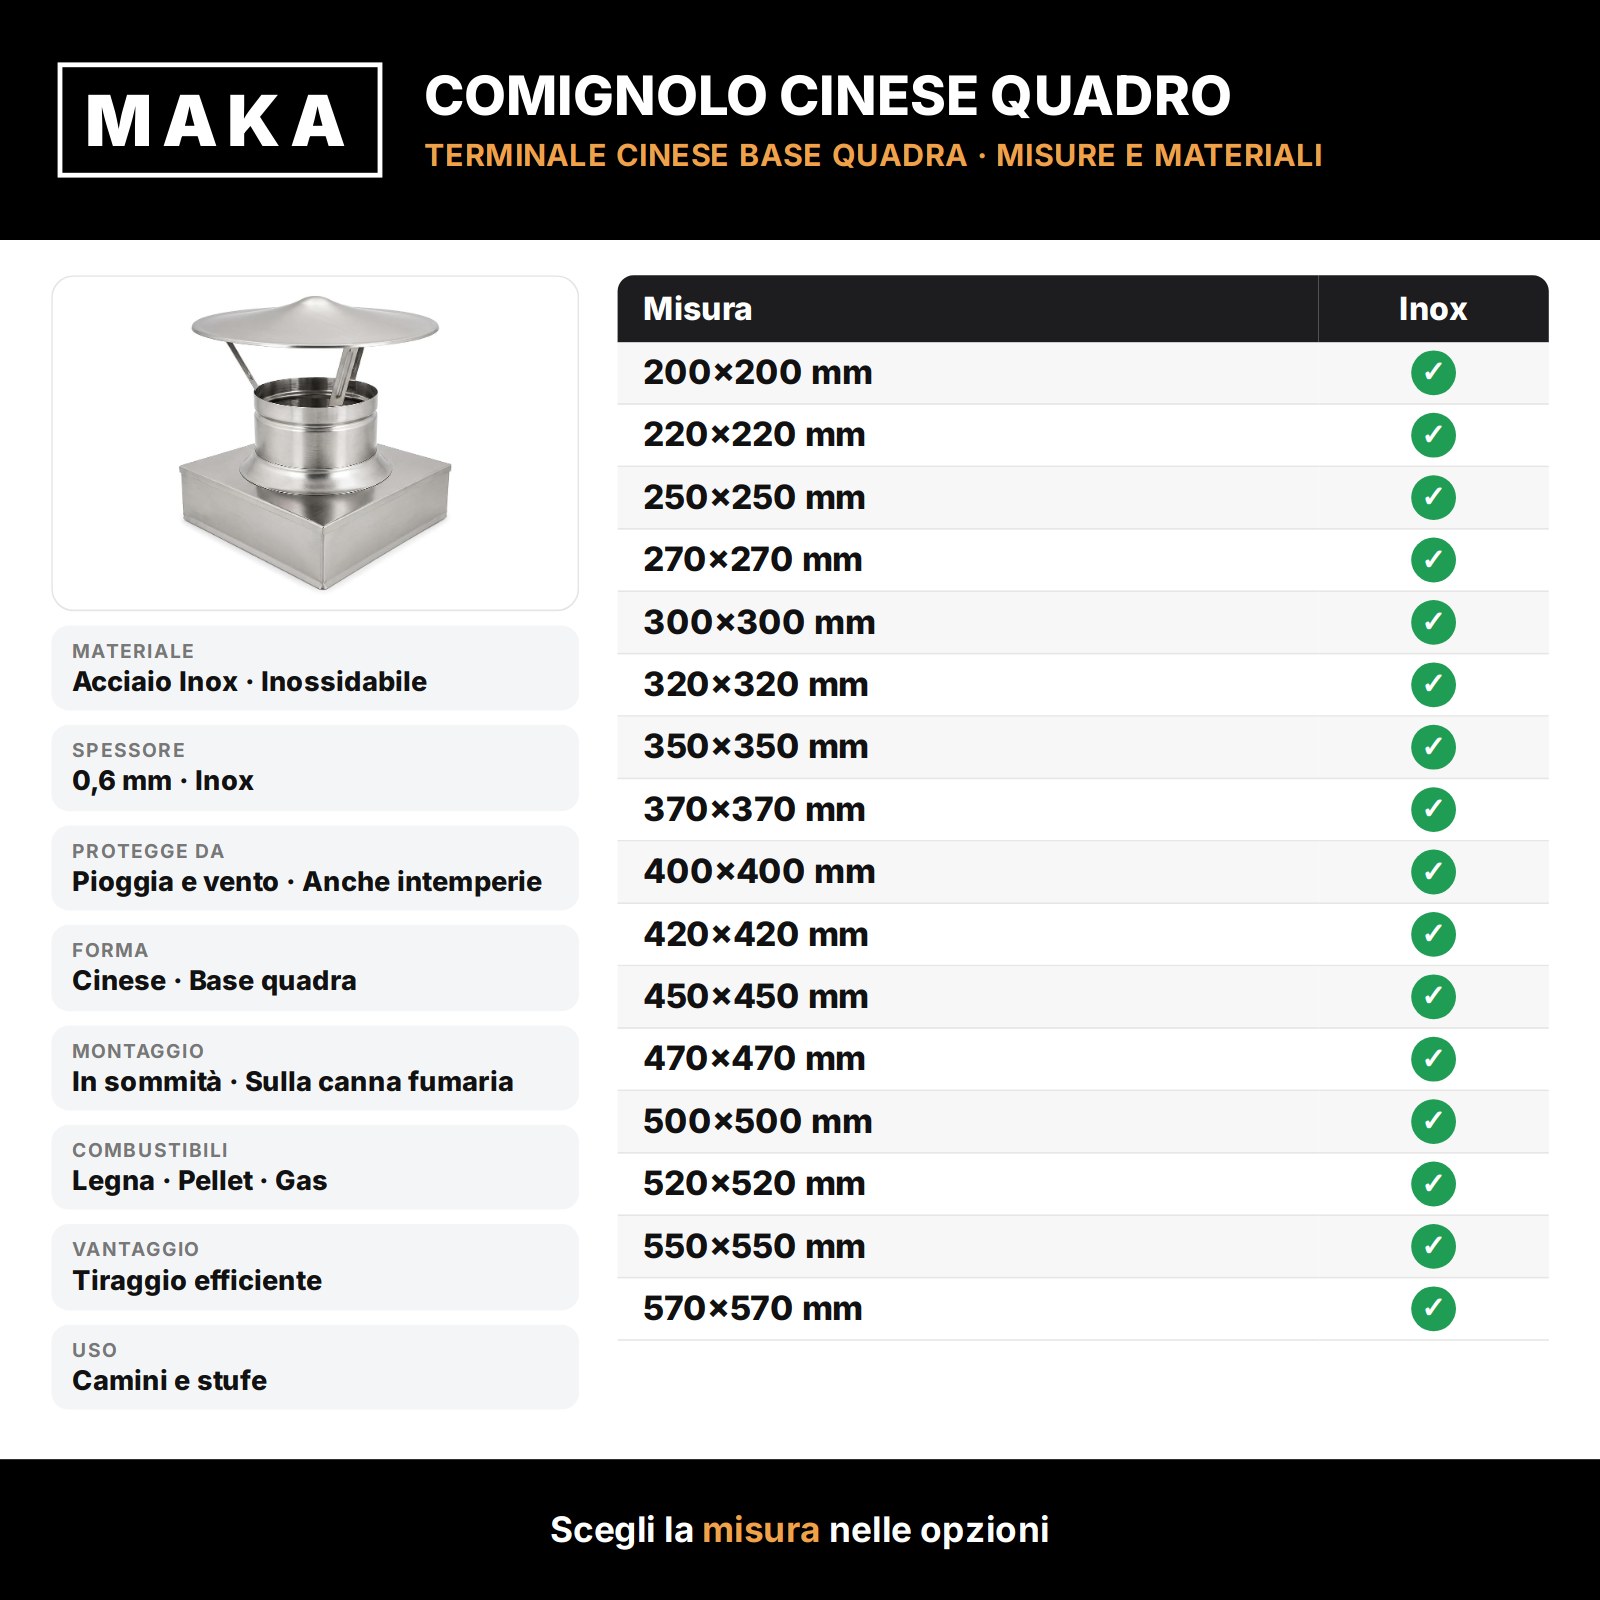 MAKA
COMIGNOLO CINESE QUADRO
TERMINALE CINESE BASE QUADRA · MISURE E MATERIALI
MATERIALE
Acciaio Inox · Inossidabile
SPESSORE
0,6 mm · Inox
PROTEGGE DA
Pioggia e vento · Anche intemperie
FORMA
Cinese · Base quadra
MONTAGGIO
In sommità · Sulla canna fumaria
COMBUSTIBILI
Legna · Pellet · Gas
VANTAGGIO
Tiraggio efficiente
USO
Camini e stufe
Misura Inox
200×200 mm ✓
220×220 mm ✓
250×250 mm ✓
270×270 mm ✓
300×300 mm ✓
320×320 mm ✓
350×350 mm ✓
370×370 mm ✓
400×400 mm ✓
420×420 mm ✓
450×450 mm ✓
470×470 mm ✓
500×500 mm ✓
520×520 mm ✓
550×550 mm ✓
570×570 mm ✓
Scegli la misura nelle opzioni